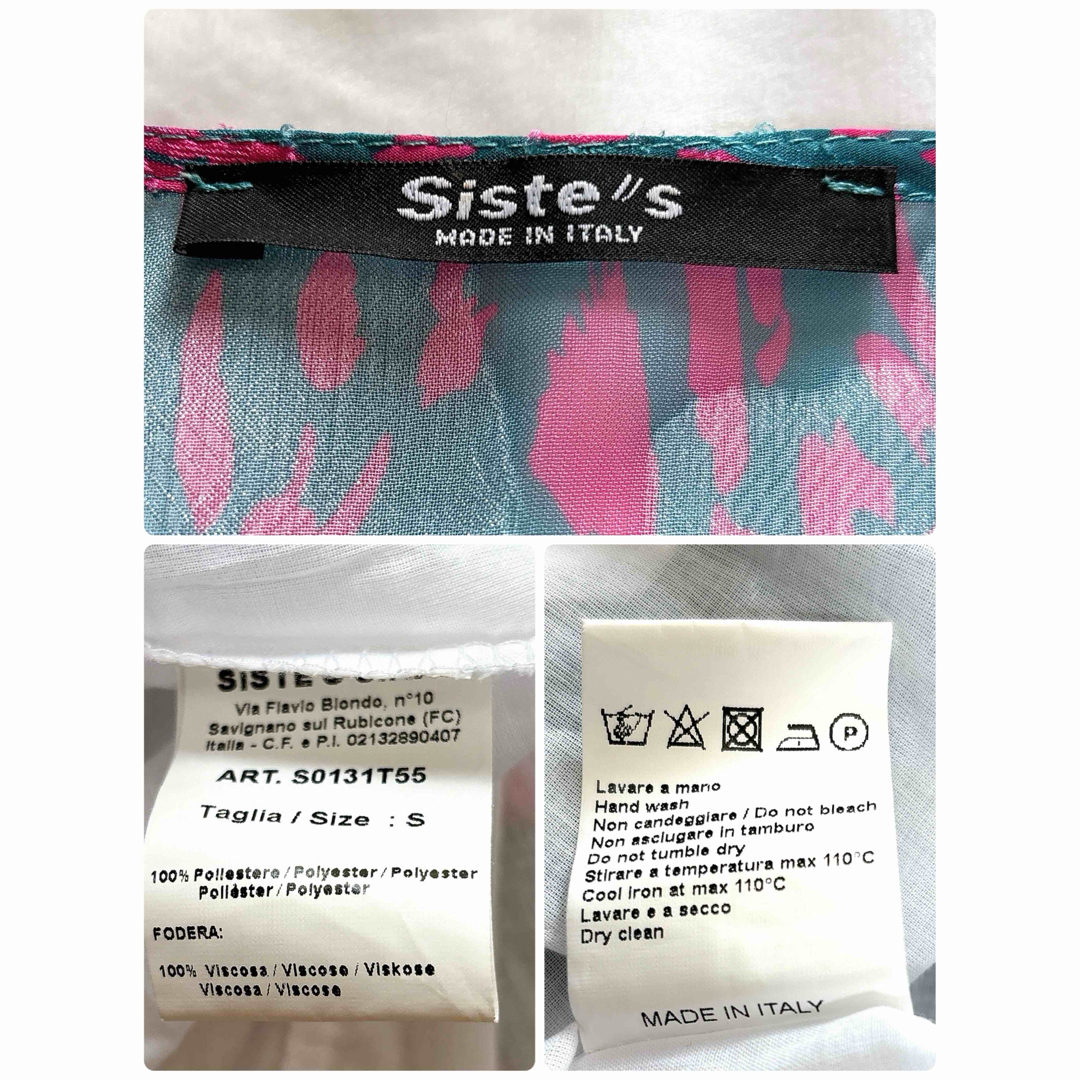 Siste"s
MADE IN ITALY
SISTE'S
Via Flavio Biondo, n°10
Savignano sul Rubicone (FC)
Italia - C.F. e P.I. 02132890407
ART. S0131T55
Taglia / Size : S
100% Poliestere / Polyester / Polyester
Poliéster / Polyester
FODERA:
100% Viscosa / Viscose / Viskose
Viscosa / Viscose
P
Lavare a mano
Hand wash
Non candeggiare / Do not bleach
Non asciugare in tamburo
Do not tumble dry
Stirare a temperatura max 110°C
Cool iron at max 110°C
Lavare e a secco
Dry clean
MADE IN ITALY